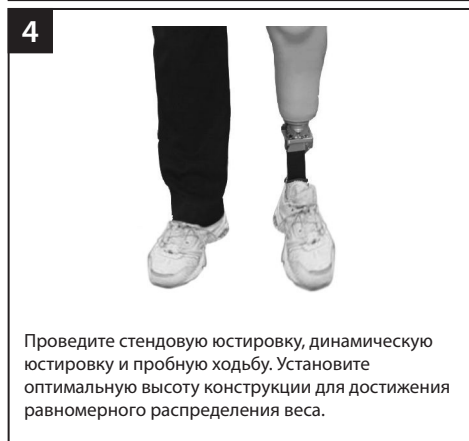 4
Проведите стендовую юстировку, динамическую
юстировку и пробную ходьбу. Установите
оптимальную высоту конструкции для достижения
равномерного распределения веса.